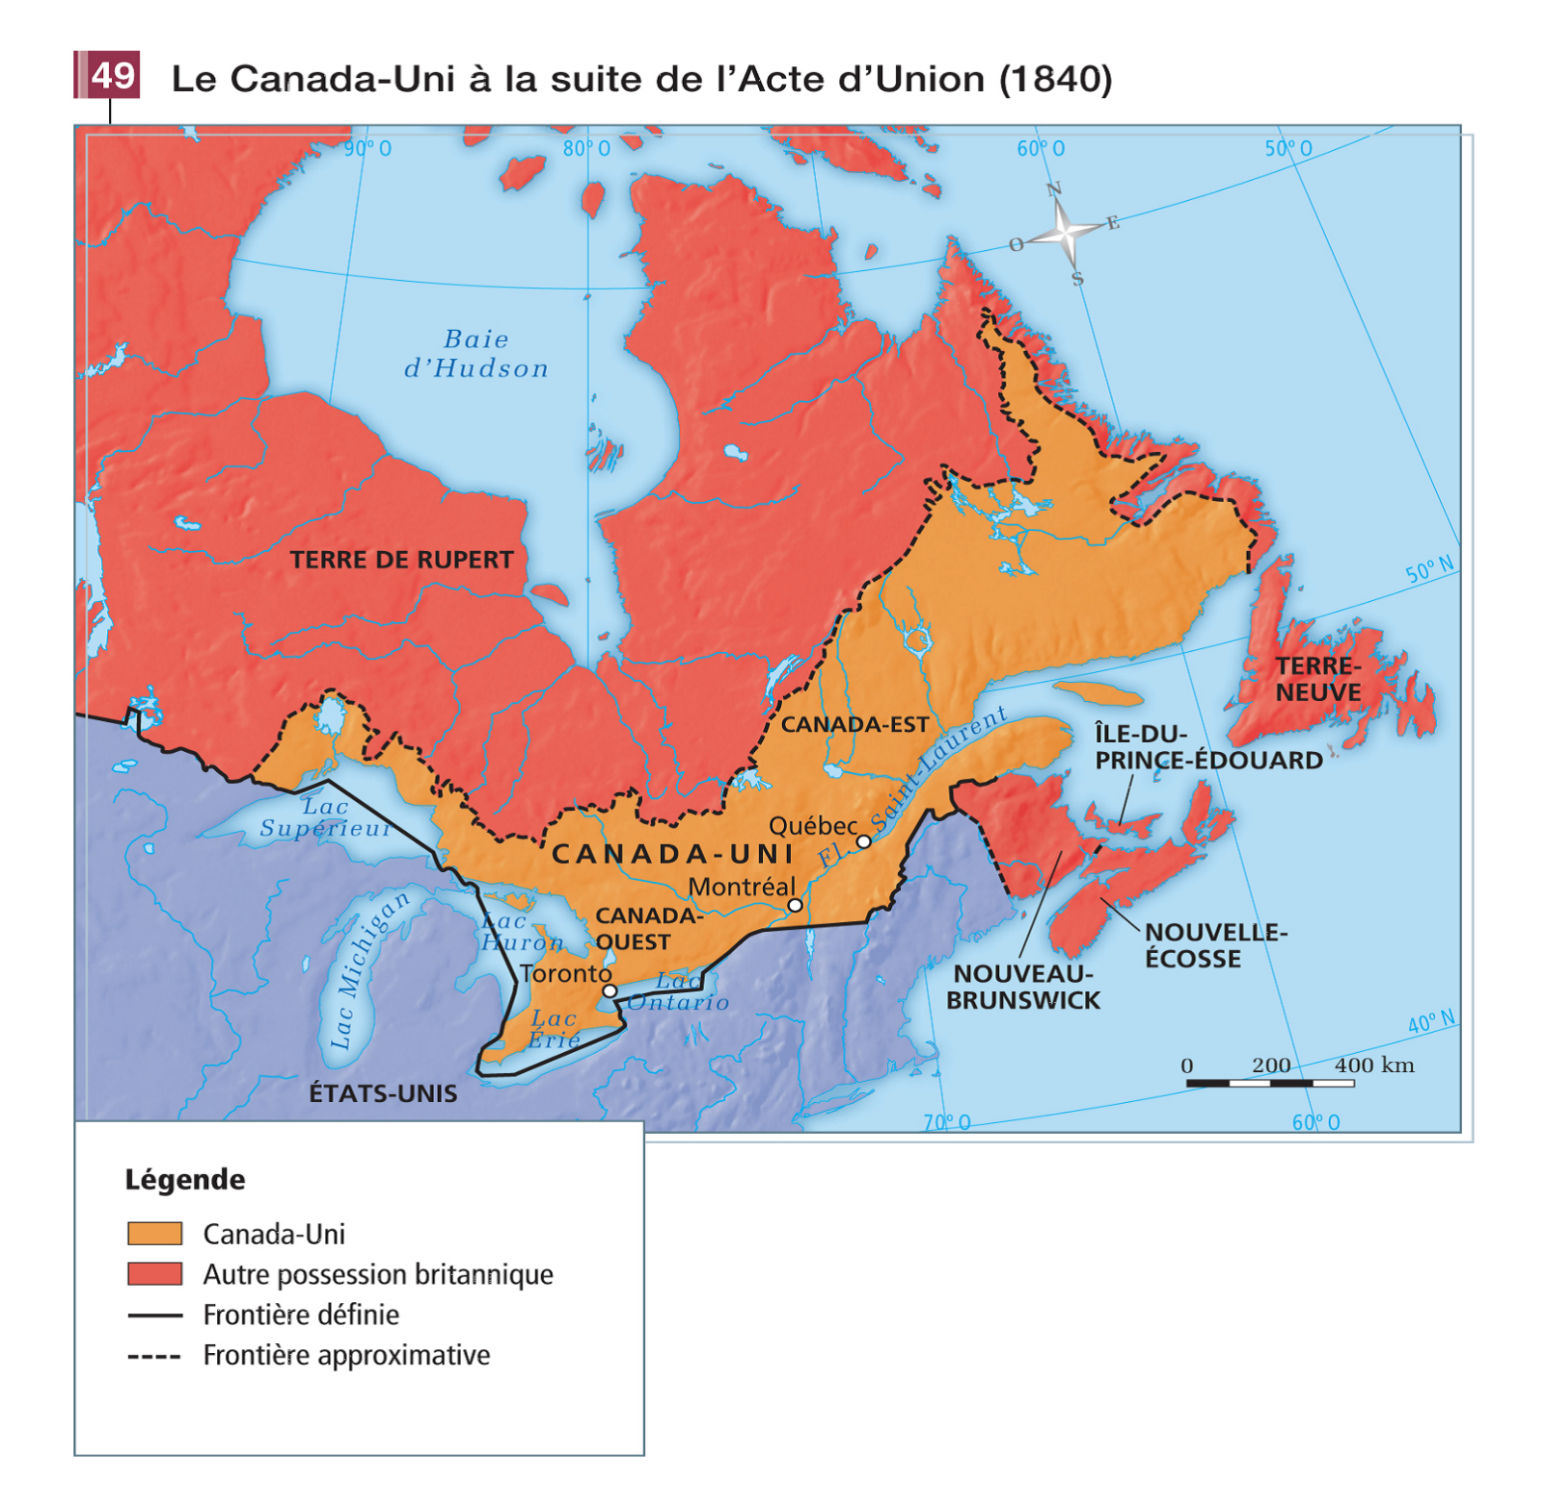 49
Le Canada-Uni à la suite de l'Acte d'Union (1840)
90° O
80° O
60° O
50° O
N
E
O
S
Baie
d'Hudson
50° N
TERRE DE RUPERT
TERRE-
NEUVE
CANADA-EST
ÎLE-DU-
PRINCE-ÉDOUARD
Fl. Saint-Laurent
Lac
Supérieur
Québec
CANADA-UNI
Montréal
Lac Michigan
Lac
Huron
CANADA-
OUEST
NOUVELLE-
ÉCOSSE
Toronto
NOUVEAU-
BRUNSWICK
Lac
Ontario
Lac
Érié
40° N
0 200 400 km
ÉTATS-UNIS
70° O
60° O
Légende
Canada-Uni
Autre possession britannique
Frontière définie
Frontière approximative